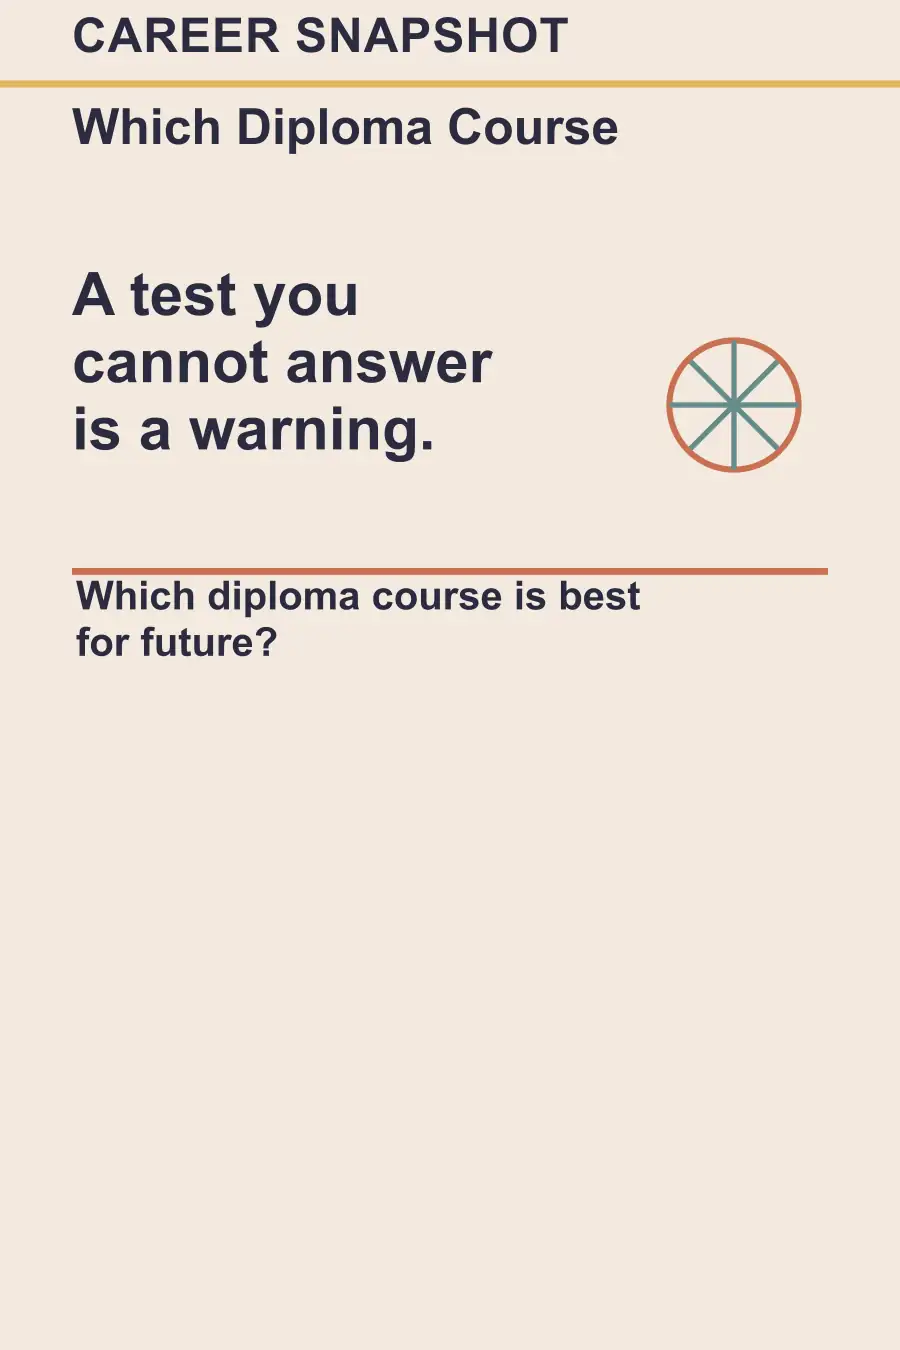 CAREER SNAPSHOT
Which Diploma Course
A test you
cannot answer
is a warning.
Which diploma course is best
for future?